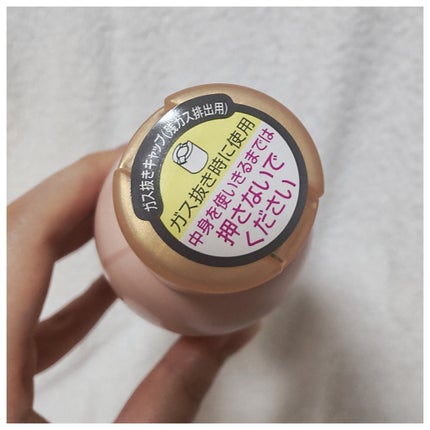 ガス抜きキャップ(残ガス排出用)
ガス抜き時に使用
中身を使いきるまでは
押さないで
ください